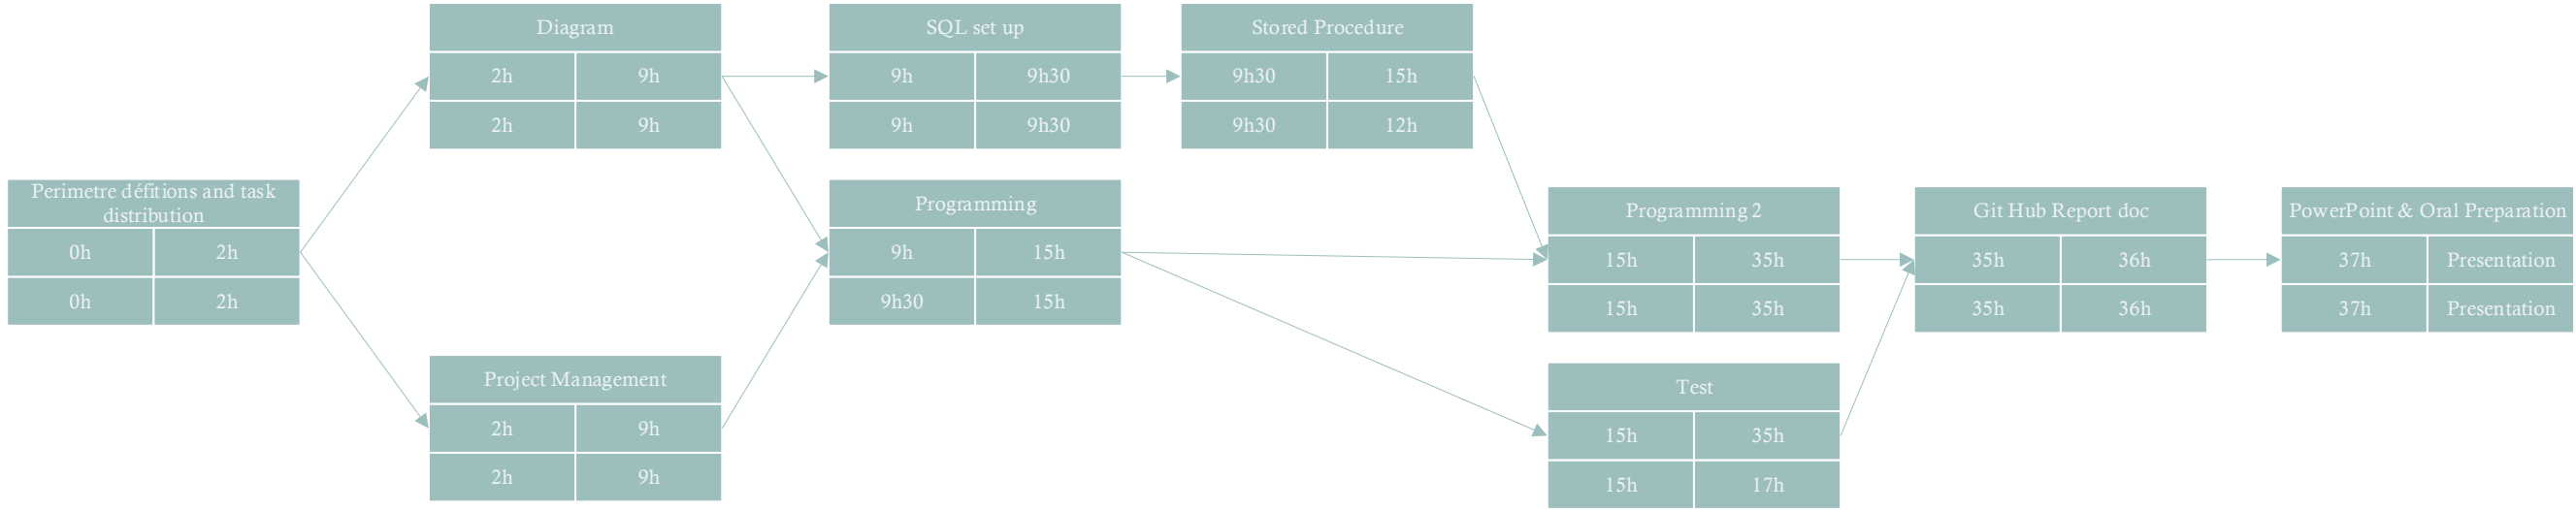 Diagram
2h 9h
2h 9h
SQL set up
9h 9h30
9h 9h30
Stored Procedure
9h30 15h
9h30 12h
Perimetre défitions and task
distribution
0h 2h
0h 2h
Programming
9h 15h
9h30 15h
Programming 2
15h 35h
15h 35h
Git Hub Report doc
35h 36h
35h 36h
PowerPoint & Oral Preparation
37h Presentation
37h Presentation
Project Management
2h 9h
2h 9h
Test
15h 35h
15h 17h